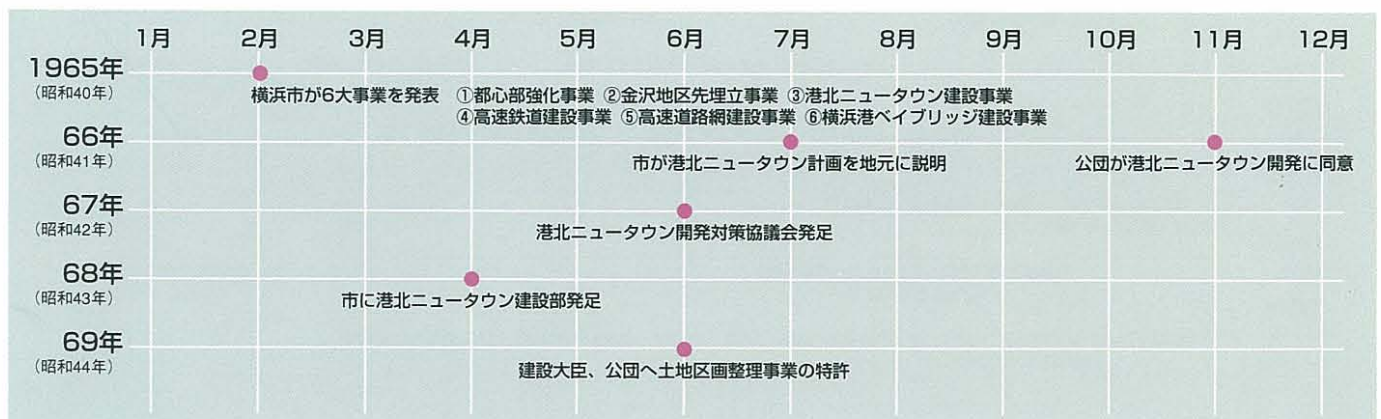 1月 2月 3月 4月 5月 6月 7月 8月 9月 10月 11月 12月
1965年
(昭和40年)
横浜市が6大事業を発表 ①都心部強化事業 ②金沢地区先埋立事業 ③港北ニュータウン建設事業
④高速鉄道建設事業 ⑤高速道路網建設事業 ⑥横浜港ベイブリッジ建設事業
66年
(昭和41年)
市が港北ニュータウン計画を地元に説明 公団が港北ニュータウン開発に同意
67年
(昭和42年)
港北ニュータウン開発対策協議会発足
68年
(昭和43年)
市に港北ニュータウン建設部発足
69年
(昭和44年)
建設大臣、公団へ土地区画整理事業の特許